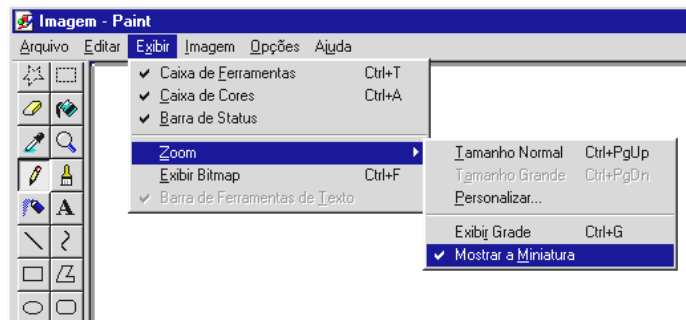 Imagem - Paint
Arquivo Editar Exibir Imagem Opções Ajuda
Caixa de Ferramentas Ctrl+T
Caixa de Cores Ctrl+A
Barra de Status
Zoom
Tamanho Normal Ctrl+PgUp
Exibir Bitmap Ctrl+F
Tamanho Grande Ctrl+PgDn
Barra de Ferramentas de Texto
Personalizar...
A
Exibir Grade Ctrl+G
Mostrar a Miniatura